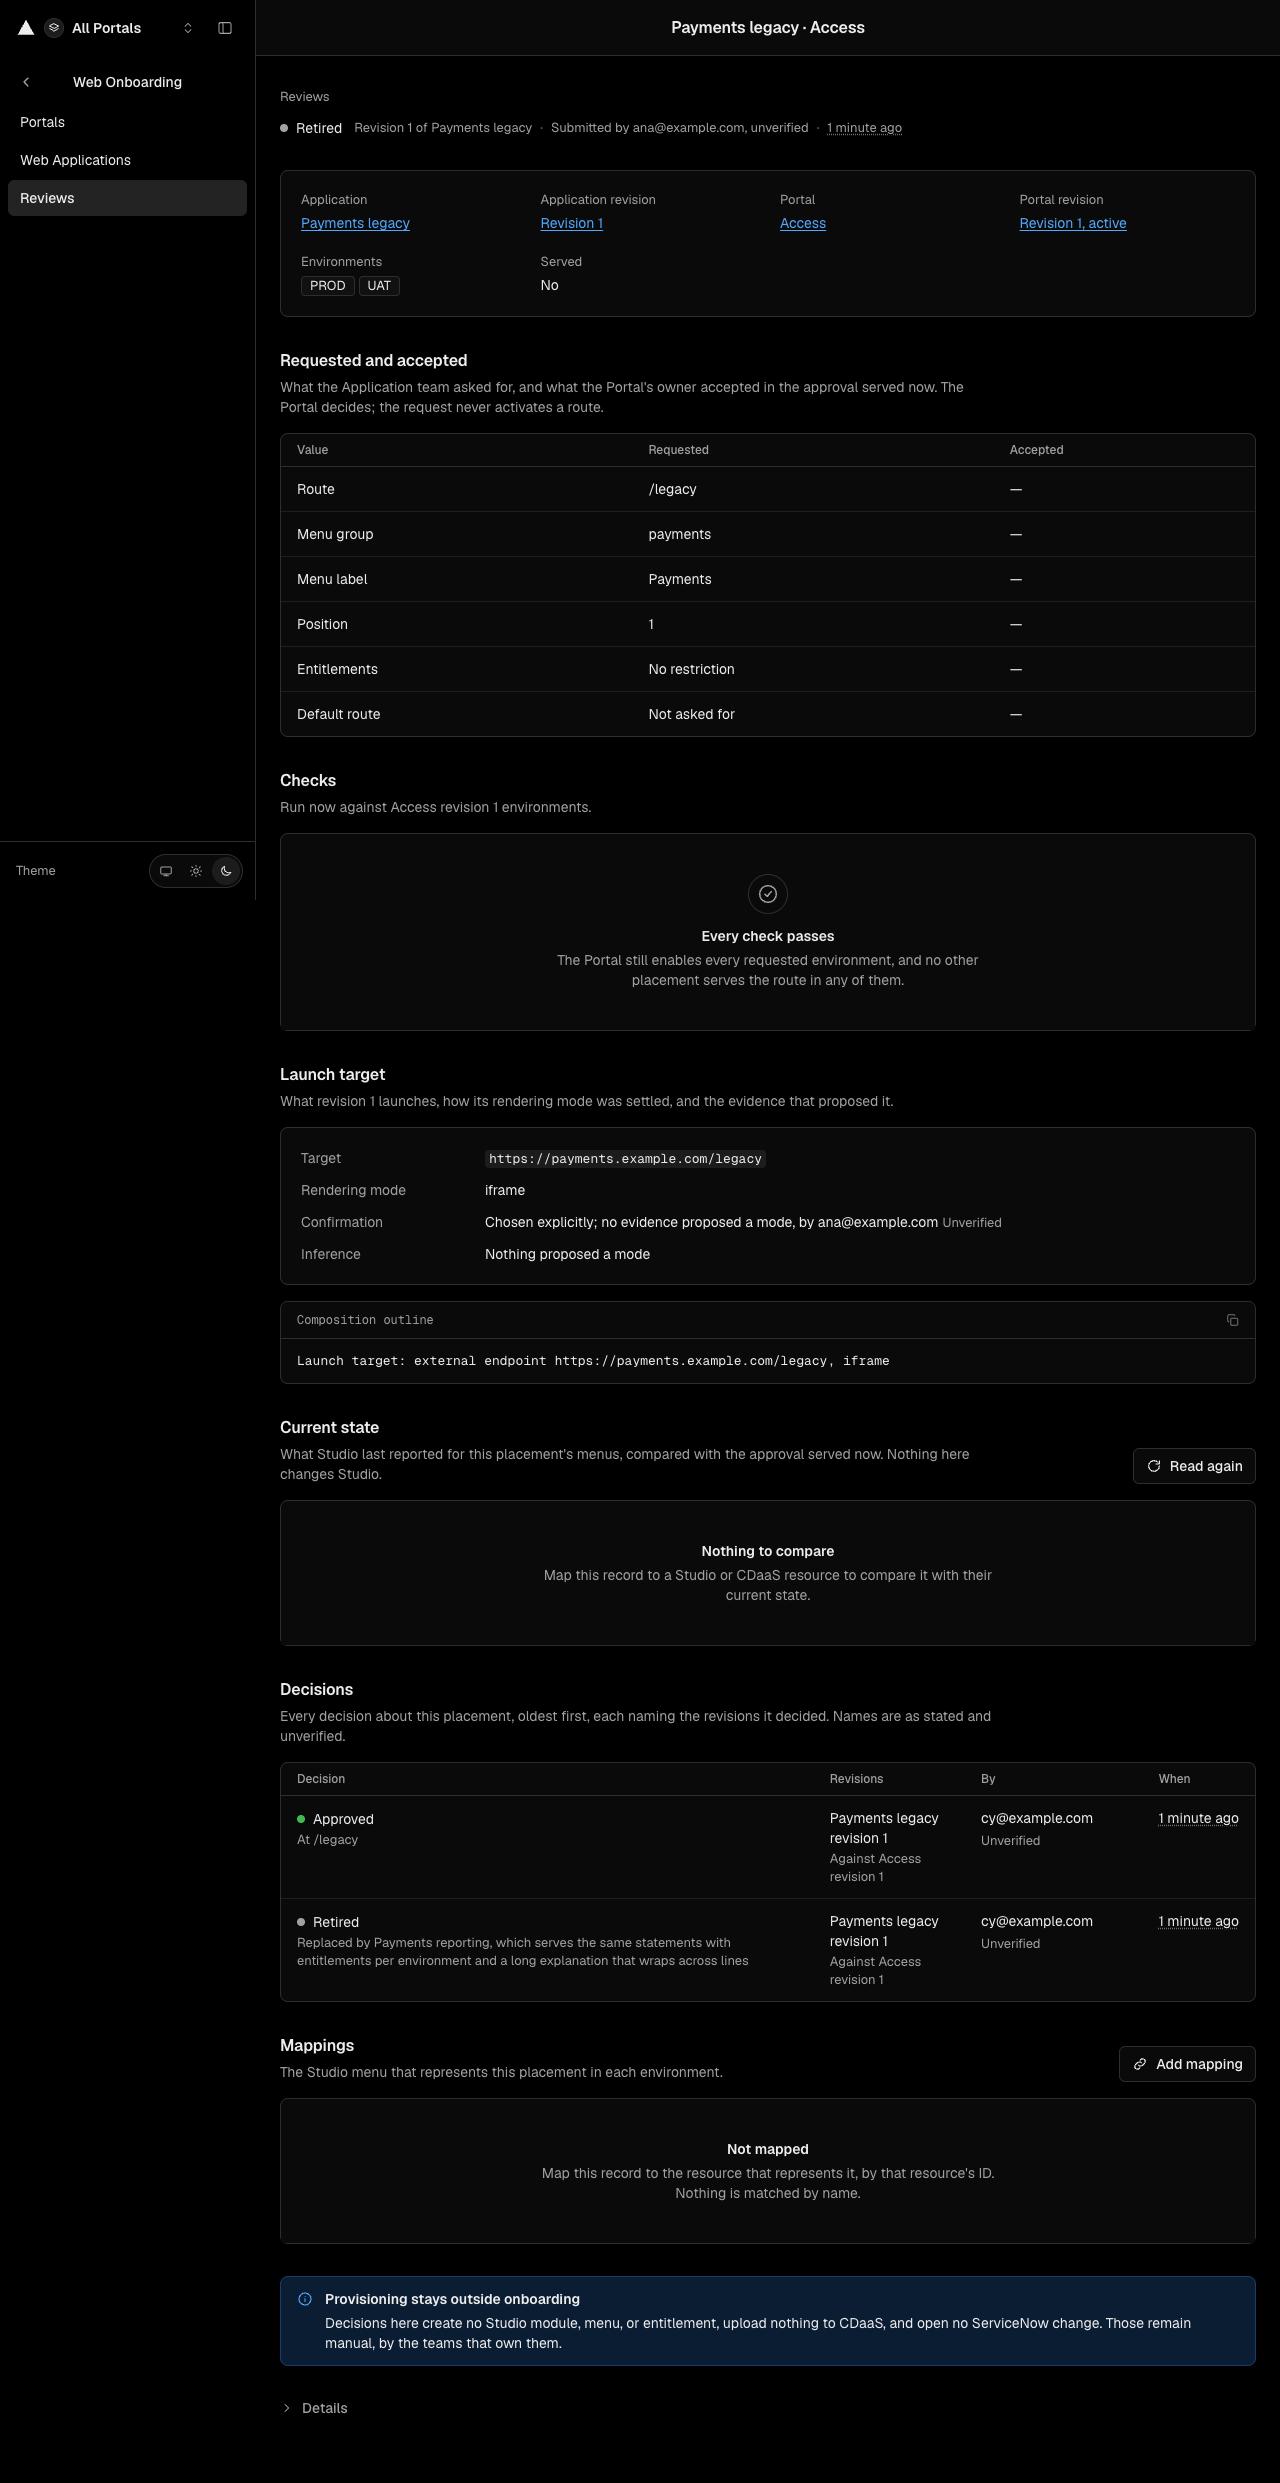 All Portals
Payments legacy · Access
Web Onboarding
Portals
Web Applications
Reviews
Theme
Reviews
Retired Revision 1 of Payments legacy · Submitted by ana@example.com, unverified · 1 minute ago
Application Application revision Portal Portal revision
Payments legacy Revision 1 Access Revision 1, active
Environments Served
PROD UAT No
Requested and accepted
What the Application team asked for, and what the Portal's owner accepted in the approval served now. The
Portal decides; the request never activates a route.
Value Requested Accepted
Route /legacy —
Menu group payments —
Menu label Payments —
Position 1 —
Entitlements No restriction —
Default route Not asked for —
Checks
Run now against Access revision 1 environments.
Every check passes
The Portal still enables every requested environment, and no other
placement serves the route in any of them.
Launch target
What revision 1 launches, how its rendering mode was settled, and the evidence that proposed it.
Target https://payments.example.com/legacy
Rendering mode iframe
Confirmation Chosen explicitly; no evidence proposed a mode, by ana@example.com Unverified
Inference Nothing proposed a mode
Composition outline
Launch target: external endpoint https://payments.example.com/legacy, iframe
Current state
What Studio last reported for this placement's menus, compared with the approval served now. Nothing here
changes Studio.
Read again
Nothing to compare
Map this record to a Studio or CDaaS resource to compare it with their
current state.
Decisions
Every decision about this placement, oldest first, each naming the revisions it decided. Names are as stated and
unverified.
Decision Revisions By When
Approved Payments legacy cy@example.com 1 minute ago
At /legacy revision 1 Unverified
Against Access
revision 1
Retired Payments legacy cy@example.com 1 minute ago
Replaced by Payments reporting, which serves the same statements with revision 1 Unverified
entitlements per environment and a long explanation that wraps across lines Against Access
revision 1
Mappings
The Studio menu that represents this placement in each environment.
Add mapping
Not mapped
Map this record to the resource that represents it, by that resource's ID.
Nothing is matched by name.
Provisioning stays outside onboarding
Decisions here create no Studio module, menu, or entitlement, upload nothing to CDaaS, and open no ServiceNow change. Those remain
manual, by the teams that own them.
Details